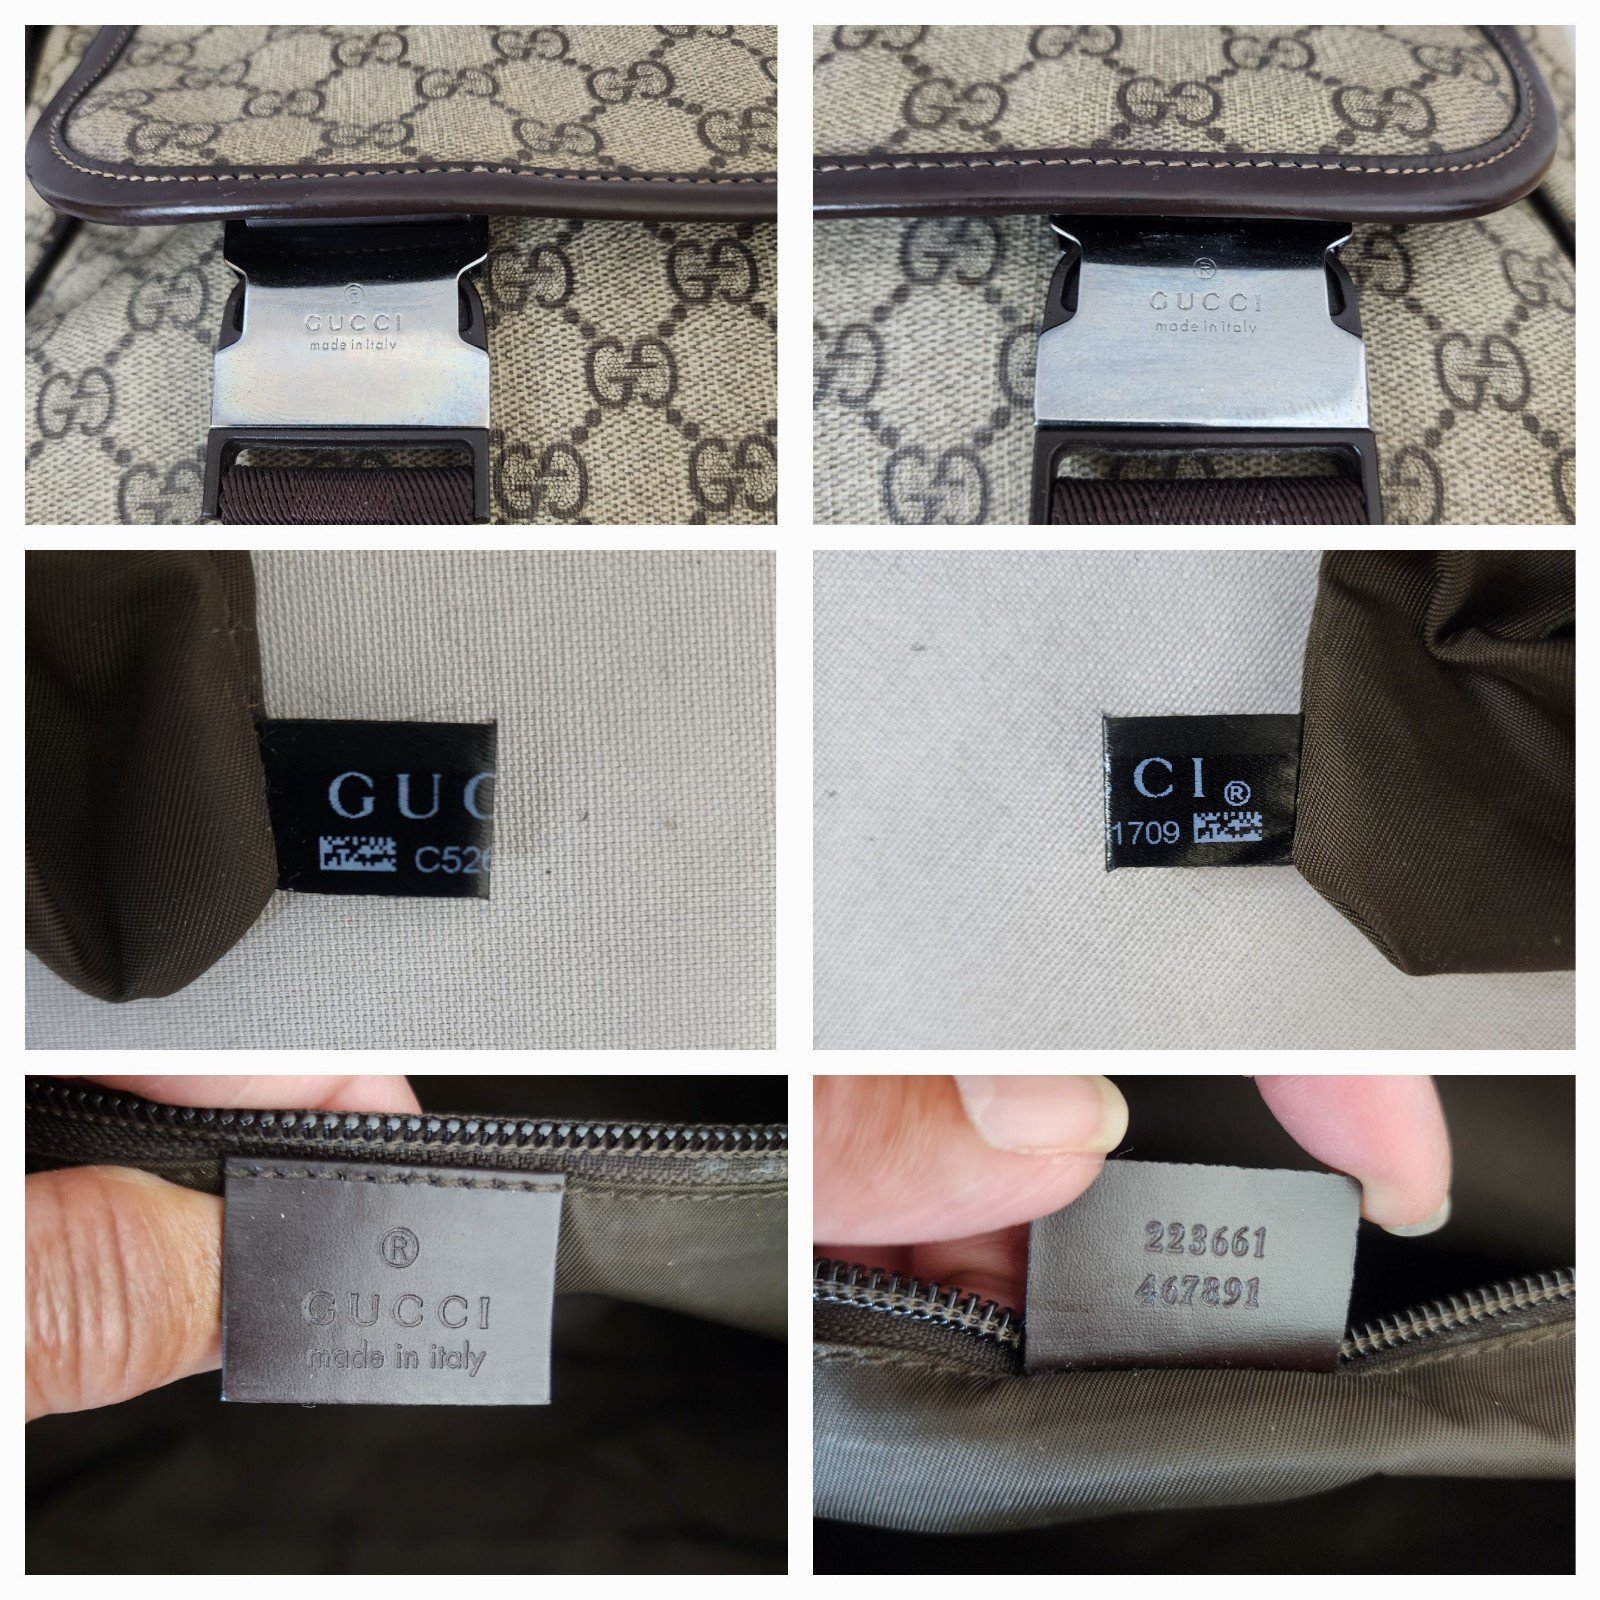 ®
GUCCI
made in italy
®
GUCCI
made in italy
GUC
C526
CI®
1709
®
GUCCI
made in italy
223661
467891